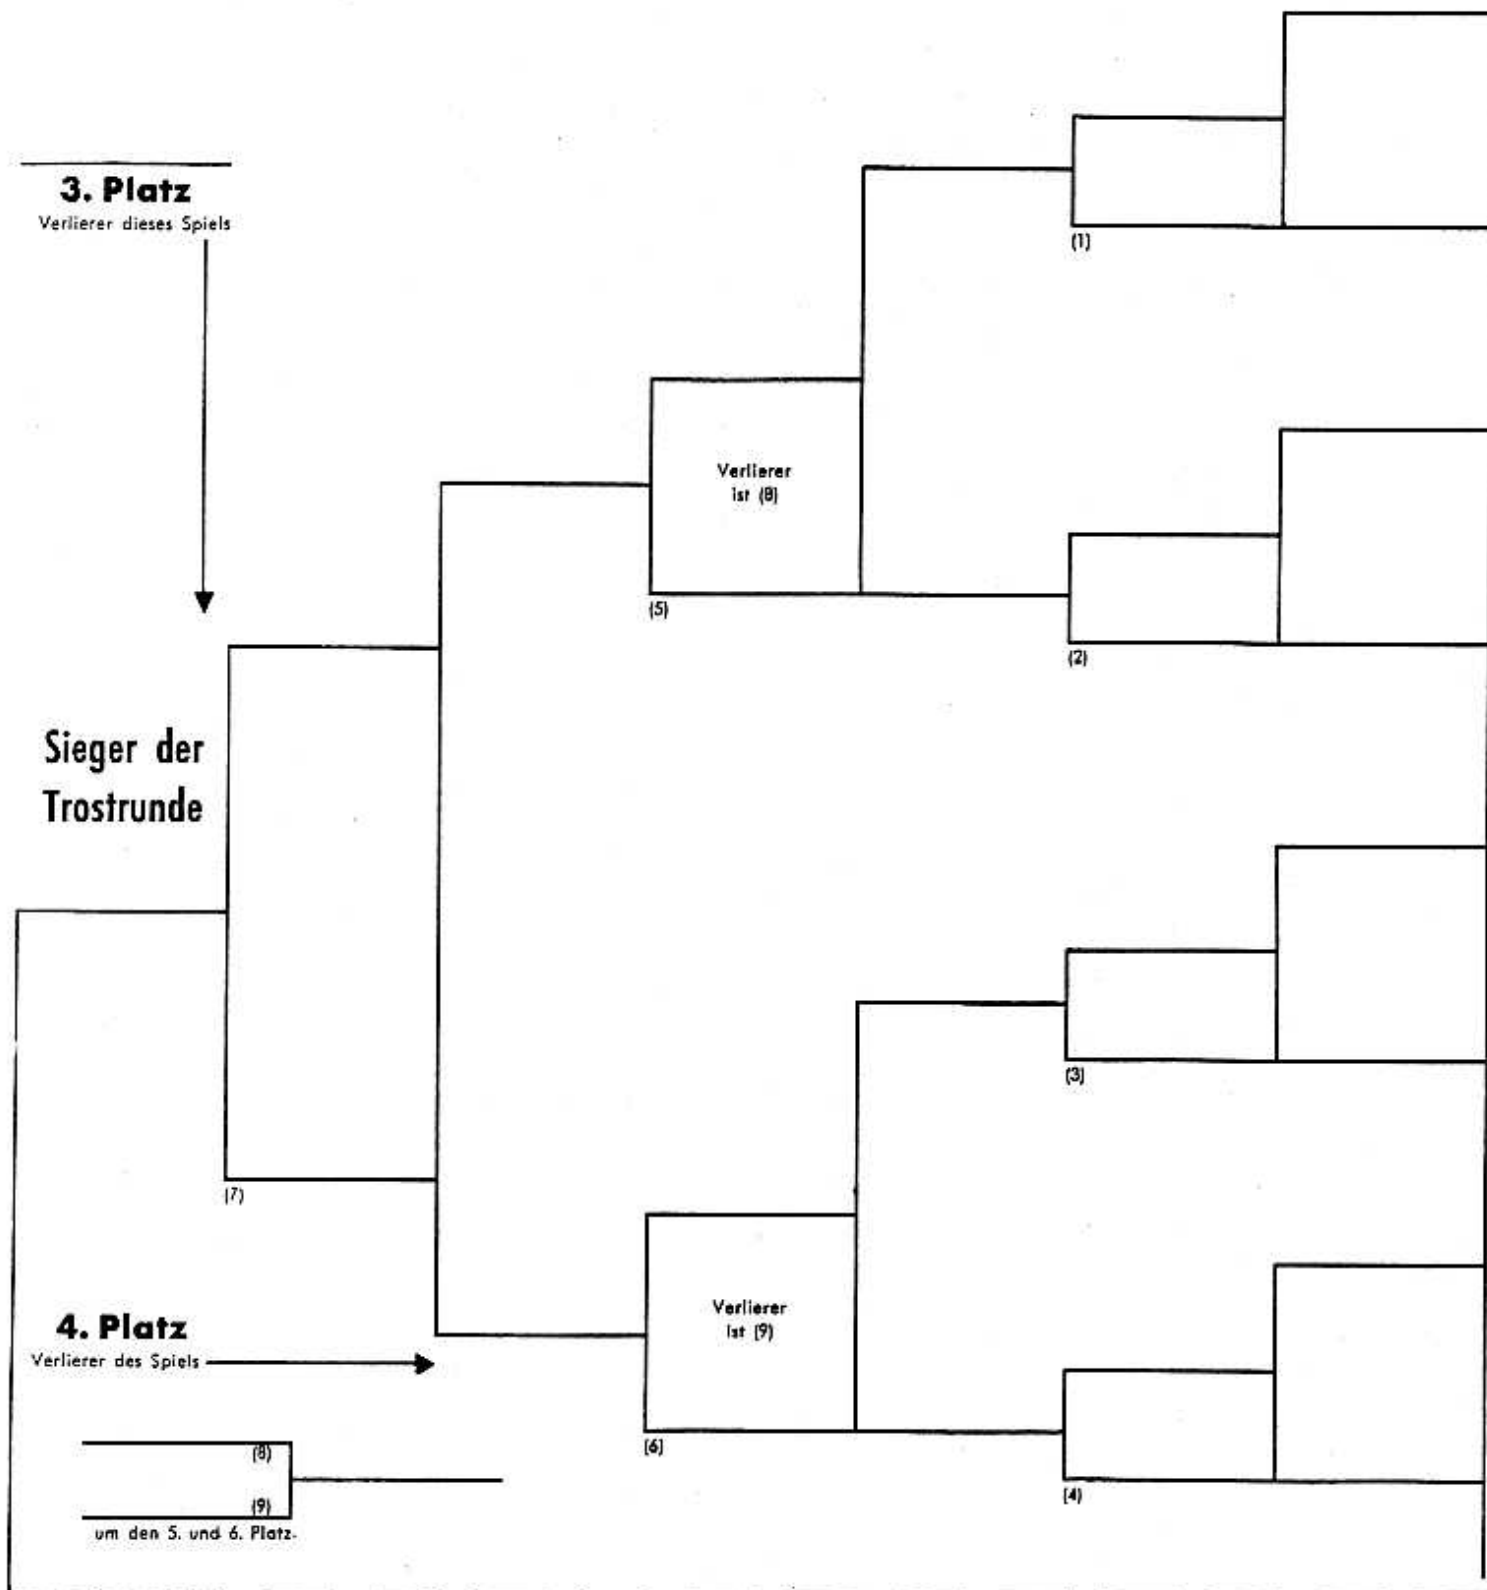 3. Platz
Verlierer dieses Spiels
(1)
Verlierer
ist (8)
(5)
(2)
Sieger der
Trostrunde
(3)
(7)
4. Platz
Verlierer des Spiels
Verlierer
ist (9)
(6)
(8)
(9)
um den 5. und 6. Platz.
(4)